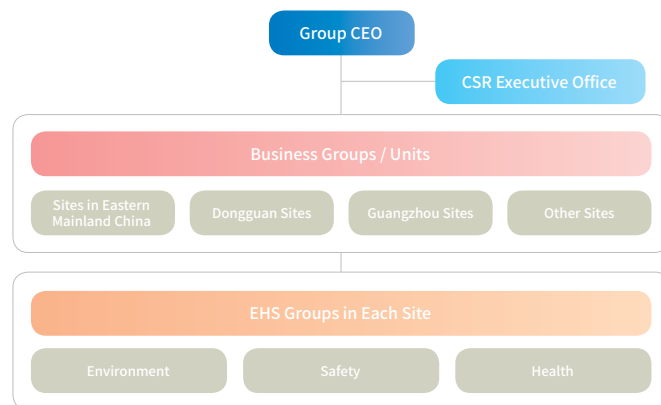 Group CEO
CSR Executive Office
Business Groups / Units
Sites in Eastern
Mainland China
Dongguan Sites
Guangzhou Sites
Other Sites
EHS Groups in Each Site
Environment
Safety
Health